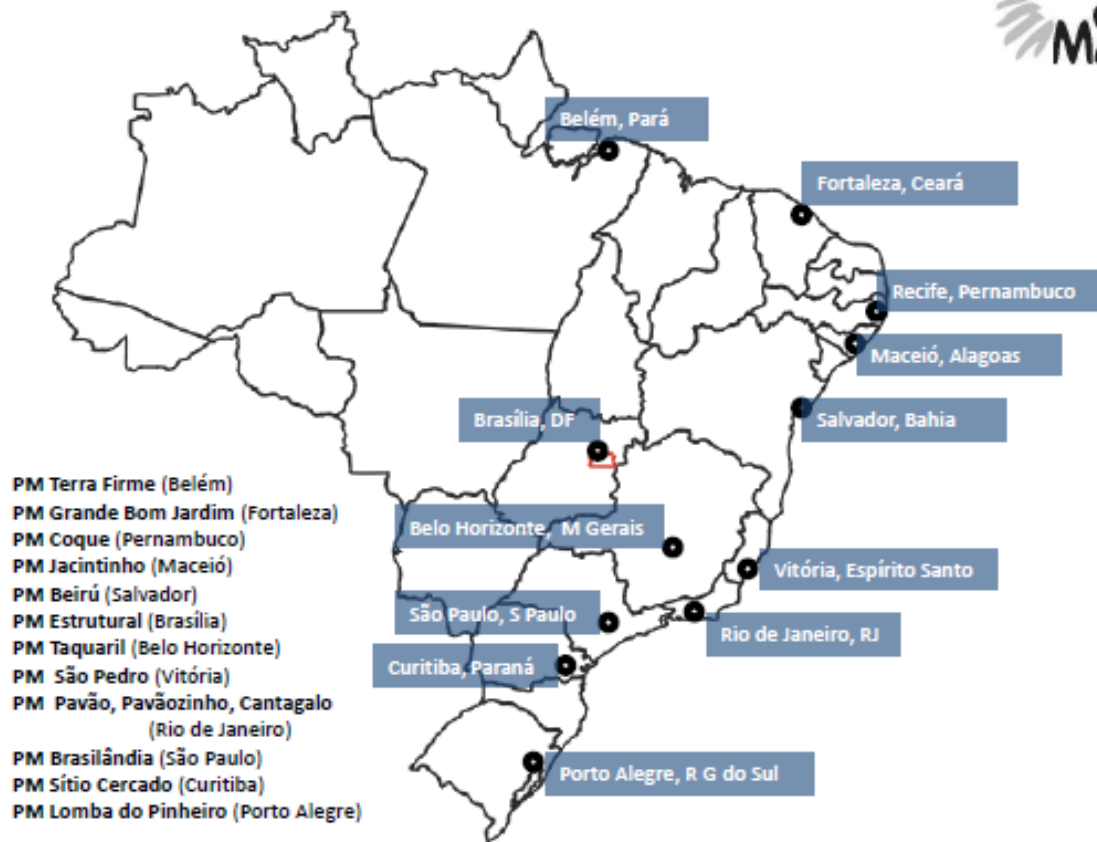 Belém, Pará
Fortaleza, Ceará
Recife, Pernambuco
Maceió, Alagoas
Brasília, DF
Salvador, Bahia
Belo Horizonte, M Gerais
Vitória, Espírito Santo
São Paulo, S Paulo
Rio de Janeiro, RJ
Curitiba, Paraná
Porto Alegre, R G do Sul
PM Terra Firme (Belém)
PM Grande Bom Jardim (Fortaleza)
PM Coque (Pernambuco)
PM Jacintinho (Maceió)
PM Beirú (Salvador)
PM Estrutural (Brasília)
PM Taquaril (Belo Horizonte)
PM São Pedro (Vitória)
PM Pavão, Pavãozinho, Cantagalo
(Rio de Janeiro)
PM Brasilândia (São Paulo)
PM Sítio Cercado (Curitiba)
PM Lomba do Pinheiro (Porto Alegre)